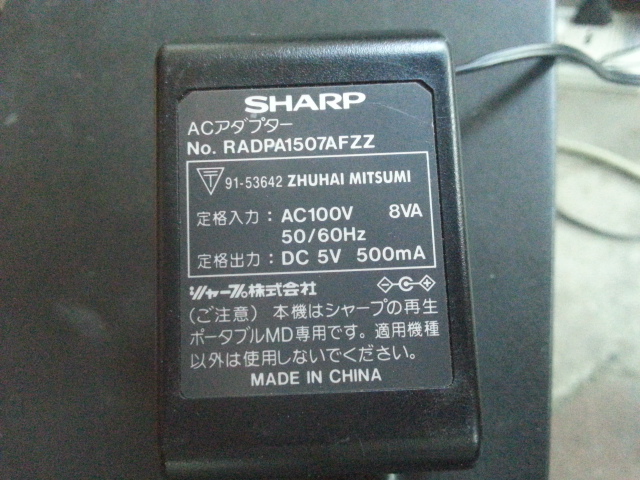 SHARP
ACアダプター
No. RADPA1507AFZZ
〒 91-53642 ZHUHAI MITSUMI
定格入力： AC100V 8VA
50/60Hz
定格出力： DC 5V 500mA
シャープ株式会社
（ご注意）本機はシャープの再生
ポータブルMD専用です。適用機種
以外は使用しないでください。
MADE IN CHINA